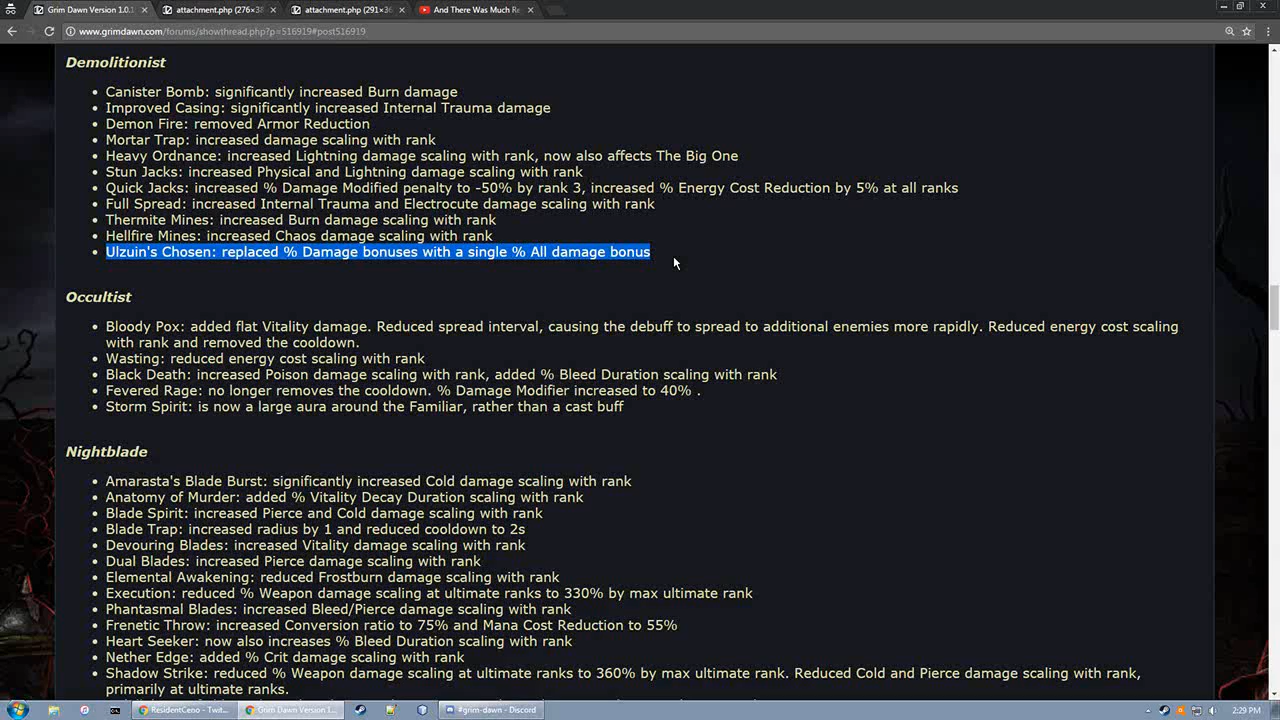 Grim Dawn Version 1.0.1
attachment.php (276×38
attachment.php (291×36
And There Was Much Re
www.grimdawn.com/forums/showthread.php?p=516919#post516919
Demolitionist
Canister Bomb: significantly increased Burn damage
Improved Casing: significantly increased Internal Trauma damage
Demon Fire: removed Armor Reduction
Mortar Trap: increased damage scaling with rank
Heavy Ordnance: increased Lightning damage scaling with rank, now also affects The Big One
Stun Jacks: increased Physical and Lightning damage scaling with rank
Quick Jacks: increased % Damage Modified penalty to -50% by rank 3, increased % Energy Cost Reduction by 5% at all ranks
Full Spread: increased Internal Trauma and Electrocute damage scaling with rank
Thermite Mines: increased Burn damage scaling with rank
Hellfire Mines: increased Chaos damage scaling with rank
Ulzuin's Chosen: replaced % Damage bonuses with a single % All damage bonus
Occultist
Bloody Pox: added flat Vitality damage. Reduced spread interval, causing the debuff to spread to additional enemies more rapidly. Reduced energy cost scaling
with rank and removed the cooldown.
Wasting: reduced energy cost scaling with rank
Black Death: increased Poison damage scaling with rank, added % Bleed Duration scaling with rank
Fevered Rage: no longer removes the cooldown. % Damage Modifier increased to 40% .
Storm Spirit: is now a large aura around the Familiar, rather than a cast buff
Nightblade
Amarasta's Blade Burst: significantly increased Cold damage scaling with rank
Anatomy of Murder: added % Vitality Decay Duration scaling with rank
Blade Spirit: increased Pierce and Cold damage scaling with rank
Blade Trap: increased radius by 1 and reduced cooldown to 2s
Devouring Blades: increased Vitality damage scaling with rank
Dual Blades: increased Pierce damage scaling with rank
Elemental Awakening: reduced Frostburn damage scaling with rank
Execution: reduced % Weapon damage scaling at ultimate ranks to 330% by max ultimate rank
Phantasmal Blades: increased Bleed/Pierce damage scaling with rank
Frenetic Throw: increased Conversion ratio to 75% and Mana Cost Reduction to 55%
Heart Seeker: now also increases % Bleed Duration scaling with rank
Nether Edge: added % Crit damage scaling with rank
Shadow Strike: reduced % Weapon damage scaling at ultimate ranks to 360% by max ultimate rank. Reduced Cold and Pierce damage scaling with rank,
primarily at ultimate ranks.
ResidentCeno - Twit...
Grim Dawn Version 1...
#grim-dawn - Discord
2:29 PM